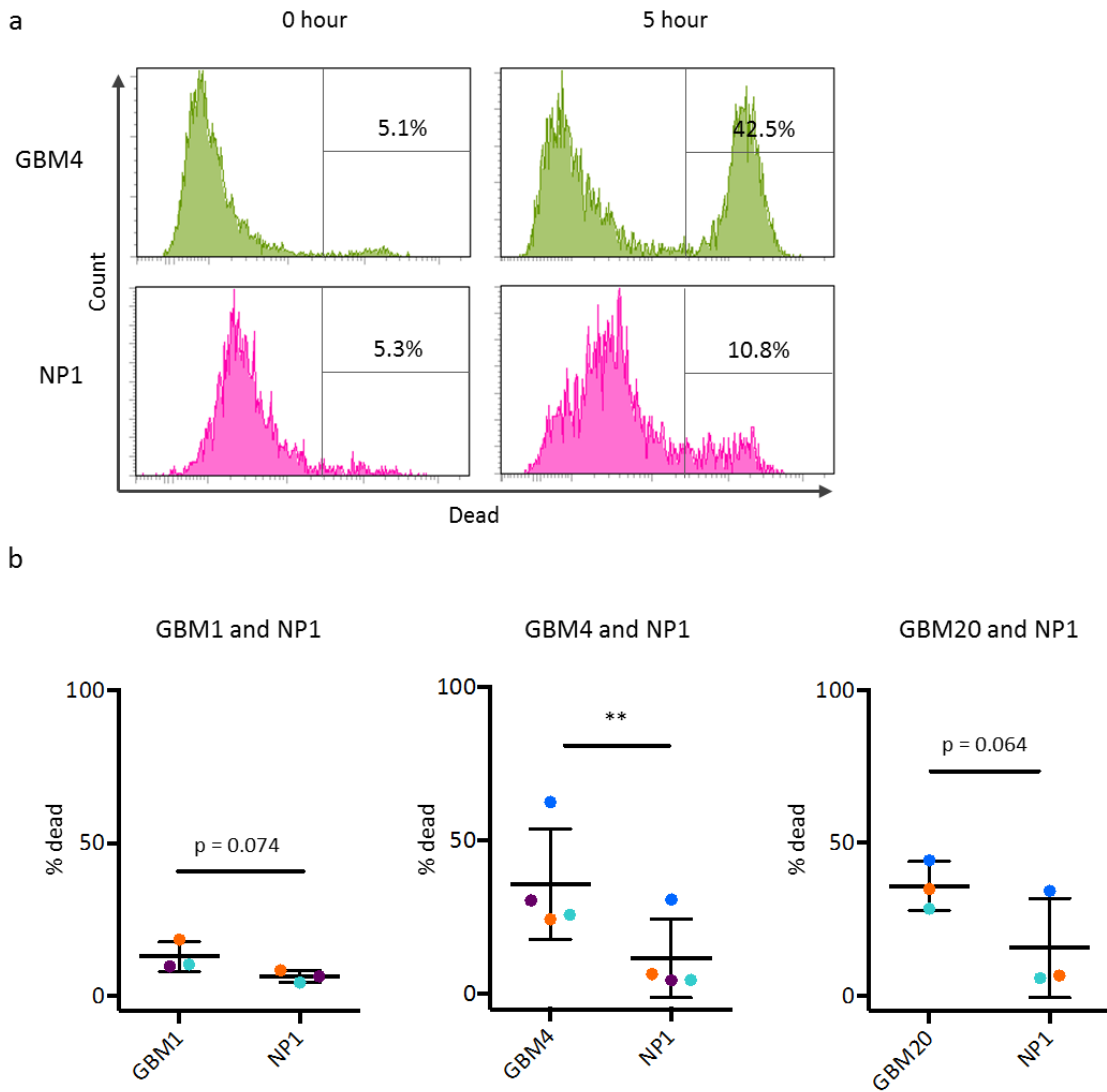 a
0 hour
5 hour
GBM4
5.1%
42.5%
Count
NP1
5.3%
10.8%
Dead
b
GBM1 and NP1
GBM4 and NP1
GBM20 and NP1
100
50
0
% dead
p = 0.074
GBM1
NP1
100
50
0
% dead
**
GBM4
NP1
100
50
0
% dead
p = 0.064
GBM20
NP1